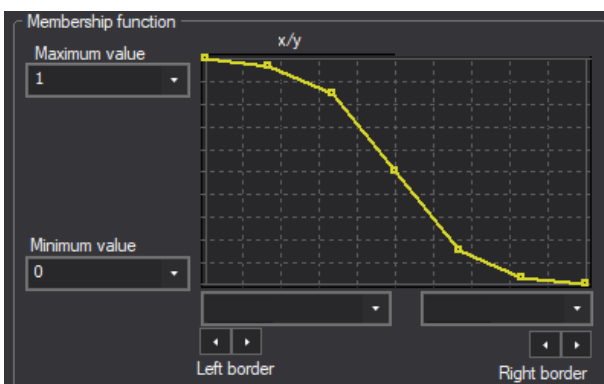 Membership function
x/y
Maximum value
1
Minimum value
0
Left border
Right border